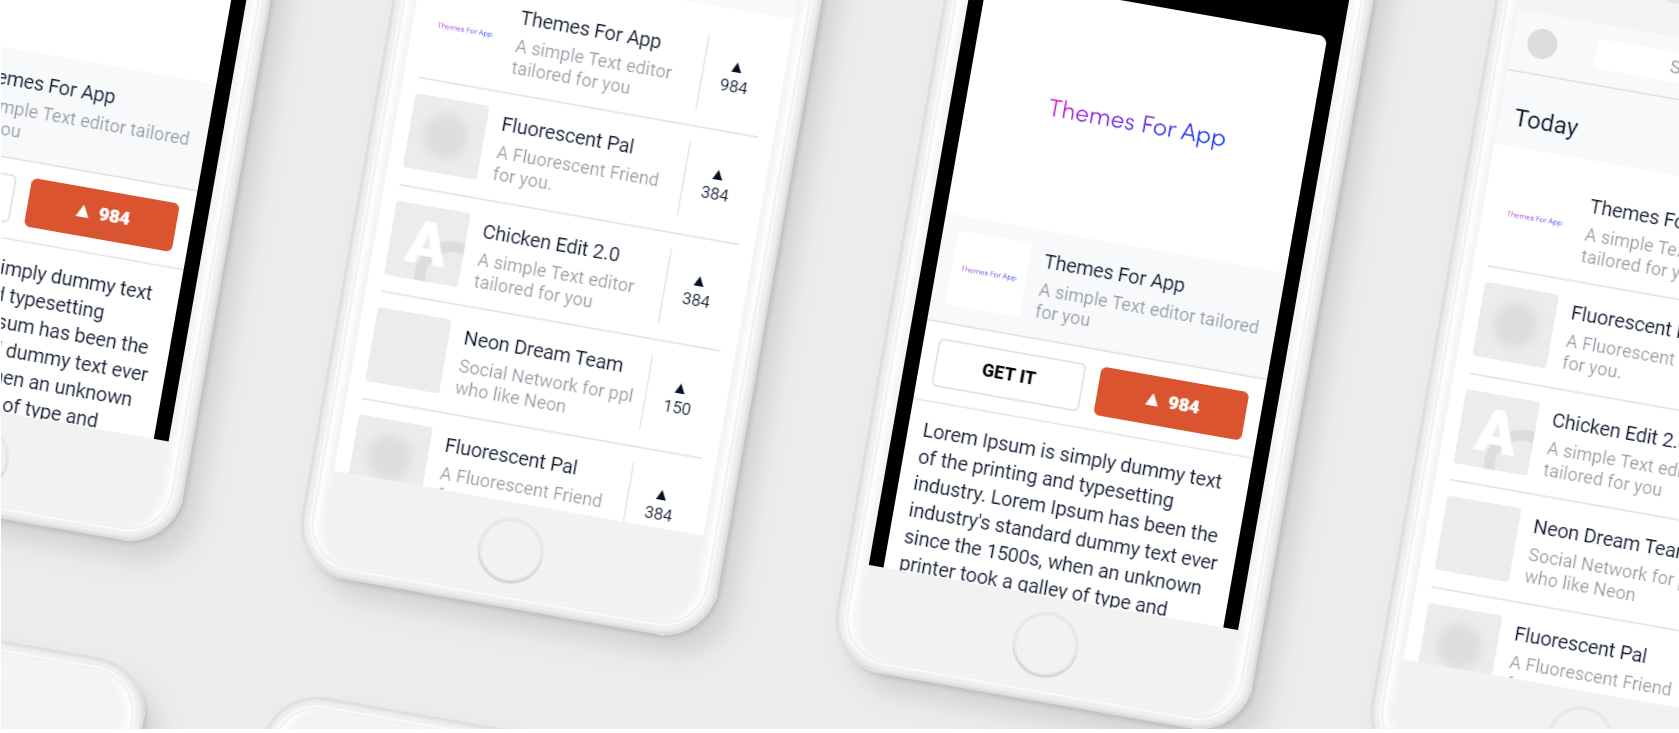 emes For App
mple Text editor tailored
ou
▲ 984
imply dummy text
d typesetting
sum has been the
dummy text ever
en an unknown
of type and
Themes For App
Themes For App
A simple Text editor
tailored for you
▲
984
Fluorescent Pal
A Fluorescent Friend
for you.
▲
384
A
Chicken Edit 2.0
A simple Text editor
tailored for you
▲
384
Neon Dream Team
Social Network for ppl
who like Neon
▲
150
Fluorescent Pal
A Fluorescent Friend
▲
384
Themes For App
Themes For App
Themes For App
A simple Text editor tailored
for you
GET IT
▲ 984
Lorem Ipsum is simply dummy text
of the printing and typesetting
industry. Lorem Ipsum has been the
industry's standard dummy text ever
since the 1500s, when an unknown
printer took a galley of type and
S
Today
Themes For App
Themes Fo
A simple Tex
tailored for y
Fluorescent
A Fluorescent
for you.
A
Chicken Edit 2.
A simple Text edi
tailored for you
Neon Dream Tea
Social Network for
who like Neon
Fluorescent Pal
A Fluorescent Friend